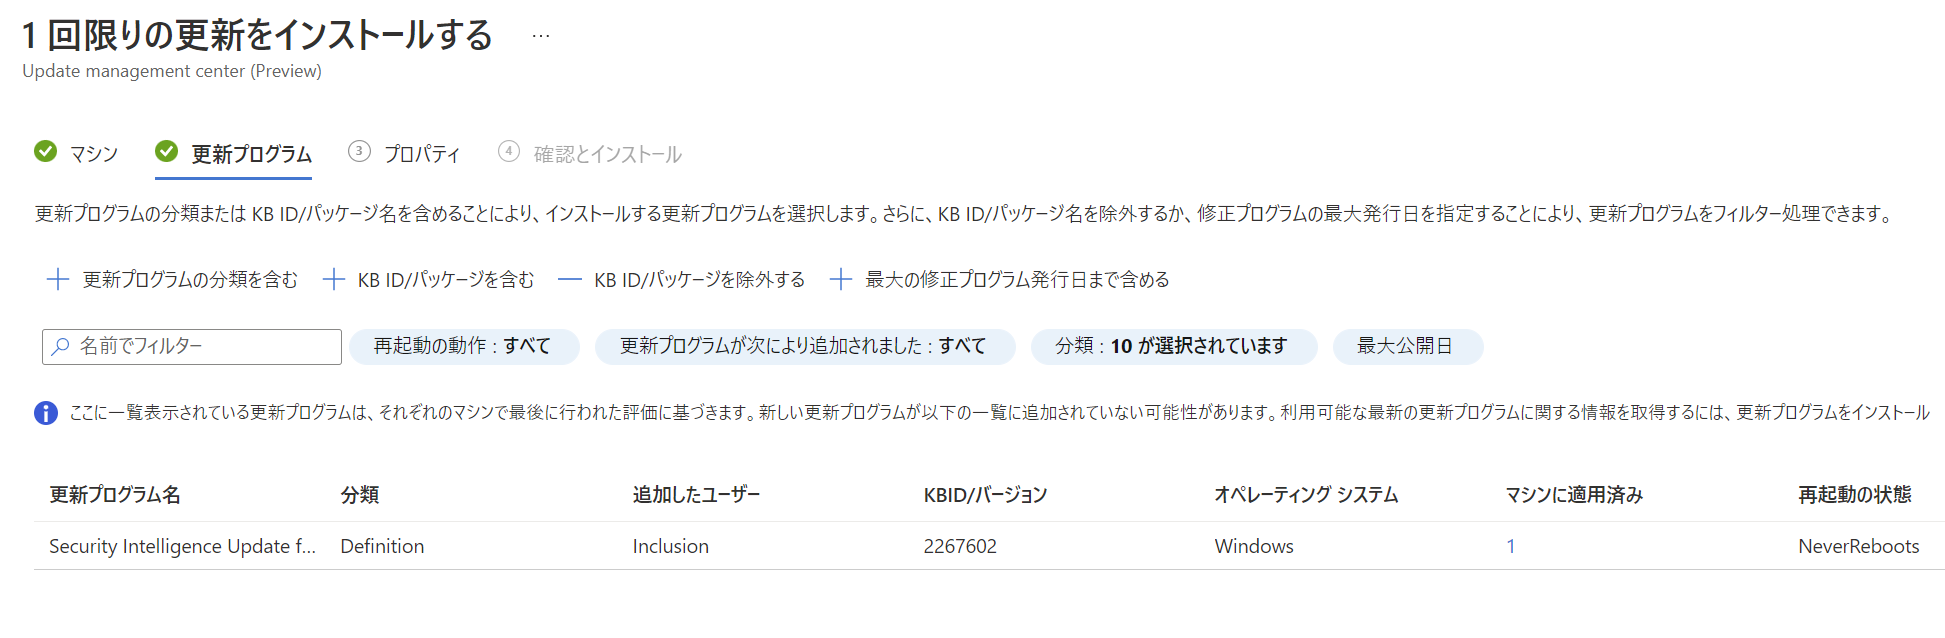 1 回限りの更新をインストールする ...
Update management center (Preview)
マシン 更新プログラム 3 プロパティ 4 確認とインストール
更新プログラムの分類または KB ID/パッケージ名を含めることにより、インストールする更新プログラムを選択します。さらに、KB ID/パッケージ名を除外するか、修正プログラムの最大発行日を指定することにより、更新プログラムをフィルター処理できます。
更新プログラムの分類を含む KB ID/パッケージを含む KB ID/パッケージを除外する 最大の修正プログラム発行日まで含める
名前でフィルター 再起動の動作 : すべて 更新プログラムが次により追加されました : すべて 分類 : 10 が選択されています 最大公開日
ここに一覧表示されている更新プログラムは、それぞれのマシンで最後に行われた評価に基づきます。新しい更新プログラムが以下の一覧に追加されていない可能性があります。利用可能な最新の更新プログラムに関する情報を取得するには、更新プログラムをインストール
更新プログラム名 分類 追加したユーザー KBID/バージョン オペレーティング システム マシンに適用済み 再起動の状態
Security Intelligence Update f... Definition Inclusion 2267602 Windows 1 NeverReboots